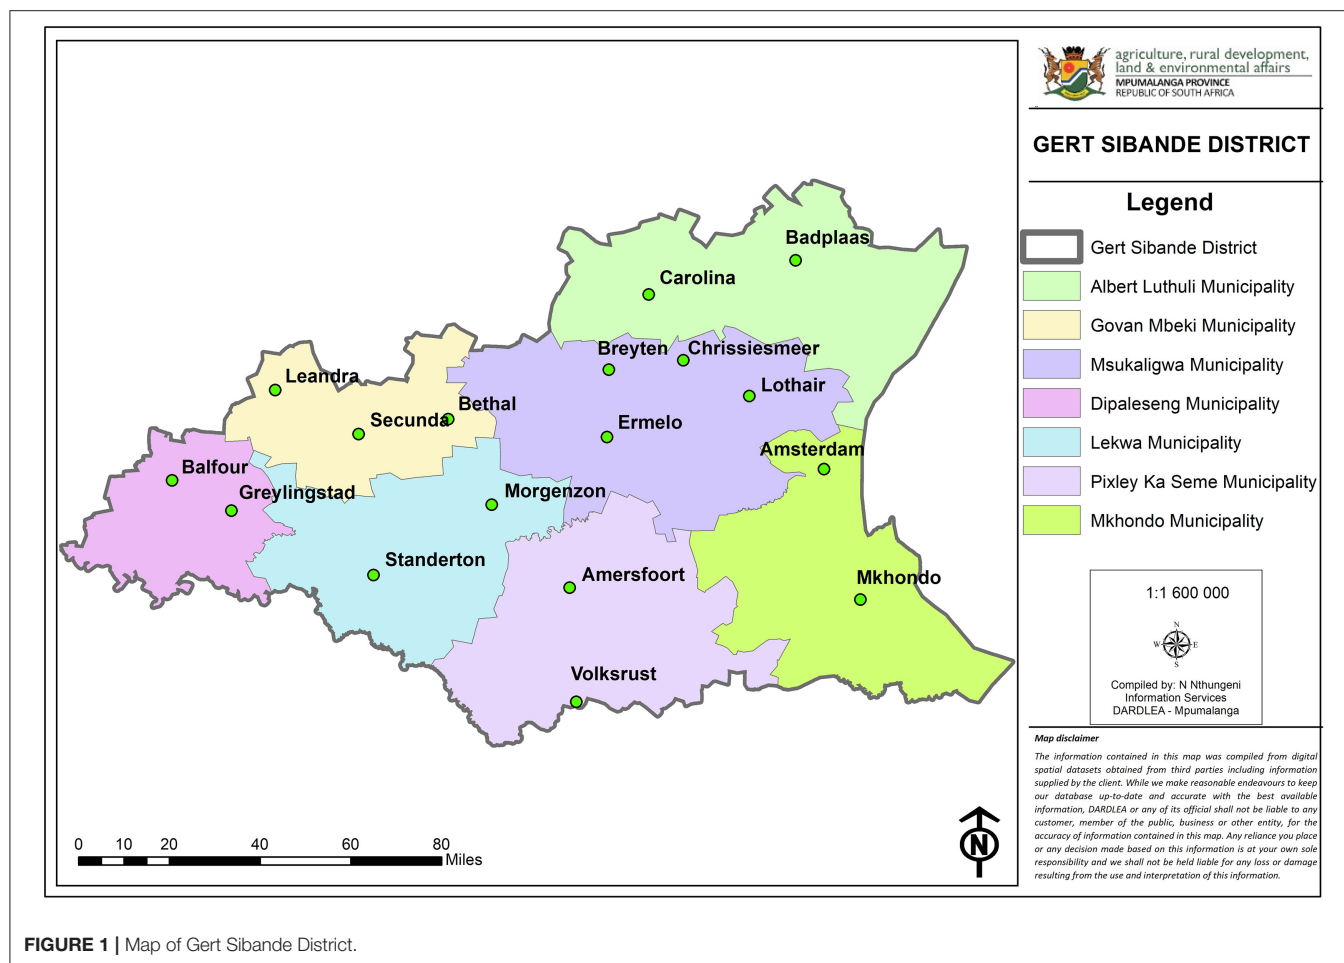 agriculture, rural development,
land & environmental affairs
MPUMALANGA PROVINCE
REPUBLIC OF SOUTH AFRICA
GERT SIBANDE DISTRICT
Legend
Gert Sibande District
Albert Luthuli Municipality
Govan Mbeki Municipality
Msukaligwa Municipality
Dipaleseng Municipality
Lekwa Municipality
Pixley Ka Seme Municipality
Mkhondo Municipality
Badplaas
Carolina
Breyten
Chrissiesmeer
Leandra
Lothair
Bethal
Secunda
Ermelo
Amsterdam
Balfour
Greylingstad
Morgenzon
Standerton
Amersfoort
Mkhondo
Volksrust
1:1 600 000
N
W E
S
Compiled by: N Nthungeni
Information Services
DARDLEA - Mpumalanga
Map disclaimer
The information contained in this map was compiled from digital
spatial datasets obtained from third parties including information
supplied by the client. While we make reasonable endeavours to keep
our database up-to-date and accurate with the best available
information, DARDLEA or any of its official shall not be liable to any
customer, member of the public, business or other entity, for the
accuracy of information contained in this map. Any reliance you place
or any decision made based on this information is at your own sole
responsibility and we shall not be held liable for any loss or damage
resulting from the use and interpretation of this information.
0 10 20 40 60 80
Miles
N
FIGURE 1 | Map of Gert Sibande District.